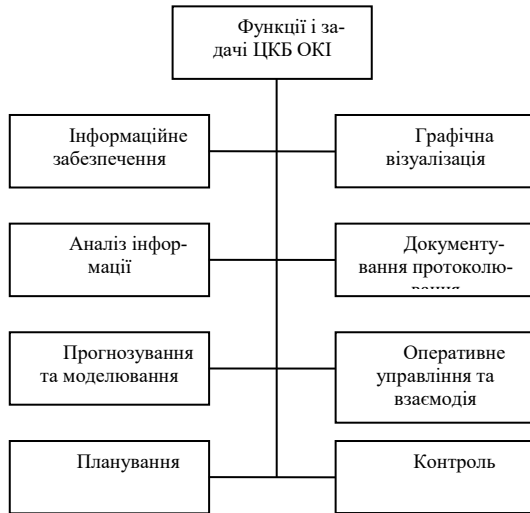 Функції і за-
дачі ЦКБ ОКІ
Інформаційне
забезпечення
Графічна
візуалізація
Аналіз інфор-
мації
Документу-
вання протоколю-
вання
Прогнозування
та моделювання
Оперативне
управління та
взаємодія
Планування
Контроль